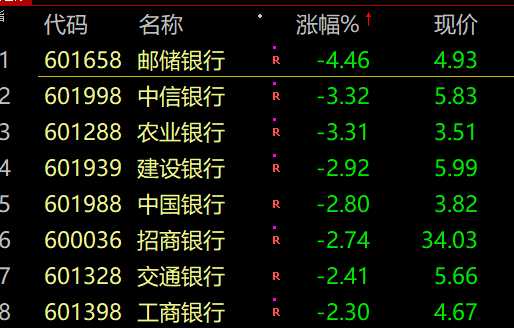 代码 名称 涨幅% 现价
1 601658 邮储银行 R -4.46 4.93
2 601998 中信银行 R -3.32 5.83
3 601288 农业银行 R -3.31 3.51
4 601939 建设银行 R -2.92 5.99
5 601988 中国银行 R -2.80 3.82
6 600036 招商银行 R -2.74 34.03
7 601328 交通银行 R -2.41 5.66
8 601398 工商银行 R -2.30 4.67